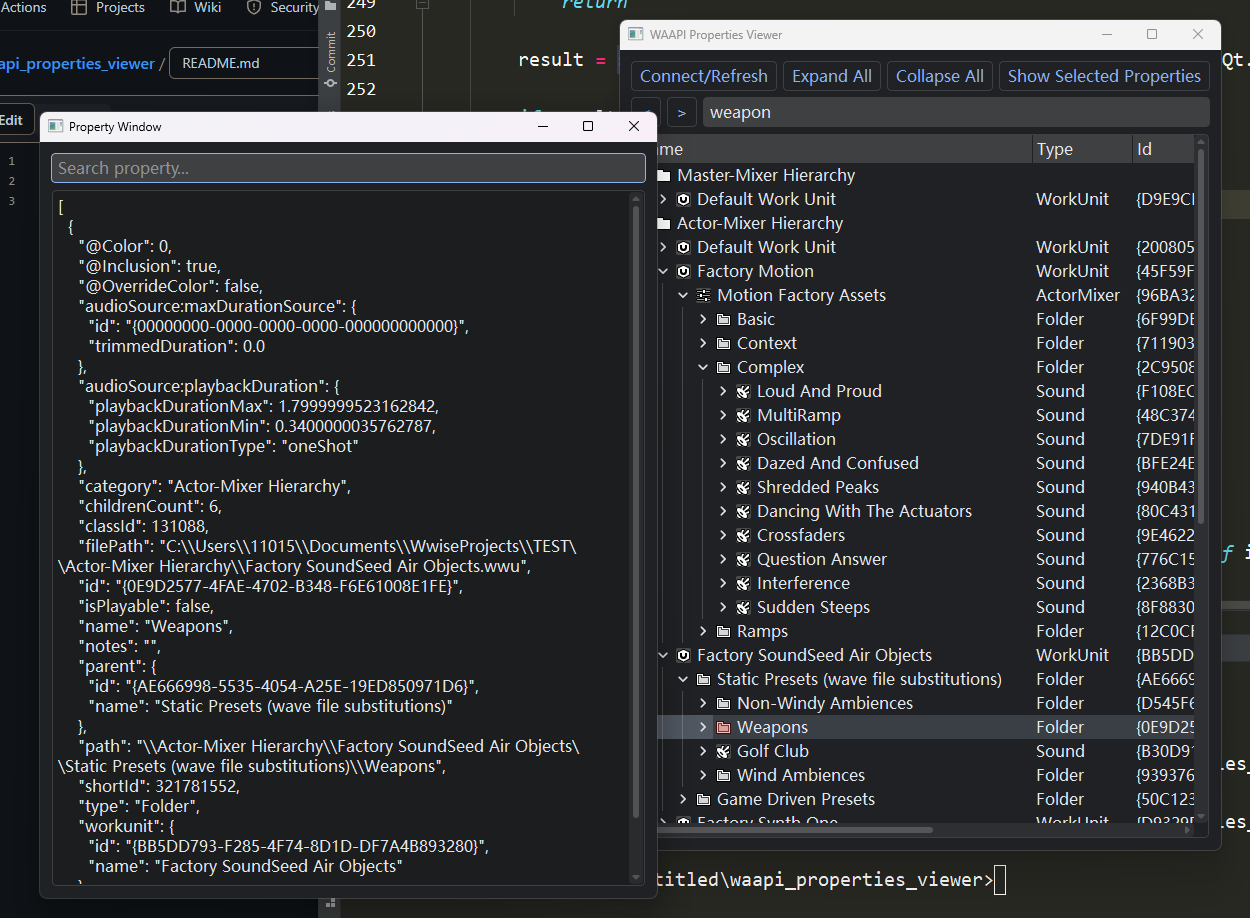 Actions
Projects
Wiki
Security
api_properties_viewer /
README.md
Edit
1
2
3
Commit
249
250
251
252
return
result =
Qt.
WAAPI Properties Viewer
Connect/Refresh
Expand All
Collapse All
Show Selected Properties
>
weapon
me
Type
Id
Master-Mixer Hierarchy
Default Work Unit WorkUnit {D9E9CI
Actor-Mixer Hierarchy
Default Work Unit WorkUnit {200805
Factory Motion WorkUnit {45F59F
Motion Factory Assets ActorMixer {96BA32
Basic Folder {6F99DE
Context Folder {711903
Complex Folder {2C9508
Loud And Proud Sound {F108EC
MultiRamp Sound {48C374
Oscillation Sound {7DE91F
Dazed And Confused Sound {BFE24E
Shredded Peaks Sound {940B43
Dancing With The Actuators Sound {80C431
Crossfaders Sound {9E4622
Question Answer Sound {776C15
Interference Sound {2368B3
Sudden Steeps Sound {8F8830
Ramps Folder {12C0CF
Factory SoundSeed Air Objects WorkUnit {BB5DD
Static Presets (wave file substitutions) Folder {AE6669
Non-Windy Ambiences Folder {D545F6
Weapons Folder {0E9D25
Golf Club Sound {B30D91
Wind Ambiences Folder {939376
Game Driven Presets Folder {50C123
Factory Synth One WorkUnit {D9329D
Property Window
Search property...
[
{
"@Color": 0,
"@Inclusion": true,
"@OverrideColor": false,
"audioSource:maxDurationSource": {
"id": "{00000000-0000-0000-0000-000000000000}",
"trimmedDuration": 0.0
},
"audioSource:playbackDuration": {
"playbackDurationMax": 1.7999999523162842,
"playbackDurationMin": 0.3400000035762787,
"playbackDurationType": "oneShot"
},
"category": "Actor-Mixer Hierarchy",
"childrenCount": 6,
"classId": 131088,
"filePath": "C:\\Users\\11015\\Documents\\WwiseProjects\\TEST\
\Actor-Mixer Hierarchy\\Factory SoundSeed Air Objects.wwu",
"id": "{0E9D2577-4FAE-4702-B348-F6E61008E1FE}",
"isPlayable": false,
"name": "Weapons",
"notes": "",
"parent": {
"id": "{AE666998-5535-4054-A25E-19ED850971D6}",
"name": "Static Presets (wave file substitutions)"
},
"path": "\\Actor-Mixer Hierarchy\\Factory SoundSeed Air Objects\
\Static Presets (wave file substitutions)\\Weapons",
"shortId": 321781552,
"type": "Folder",
"workunit": {
"id": "{BB5DD793-F285-4F74-8D1D-DF7A4B893280}",
"name": "Factory SoundSeed Air Objects"
}
f i
les_
les_
titled\waapi_properties_viewer>